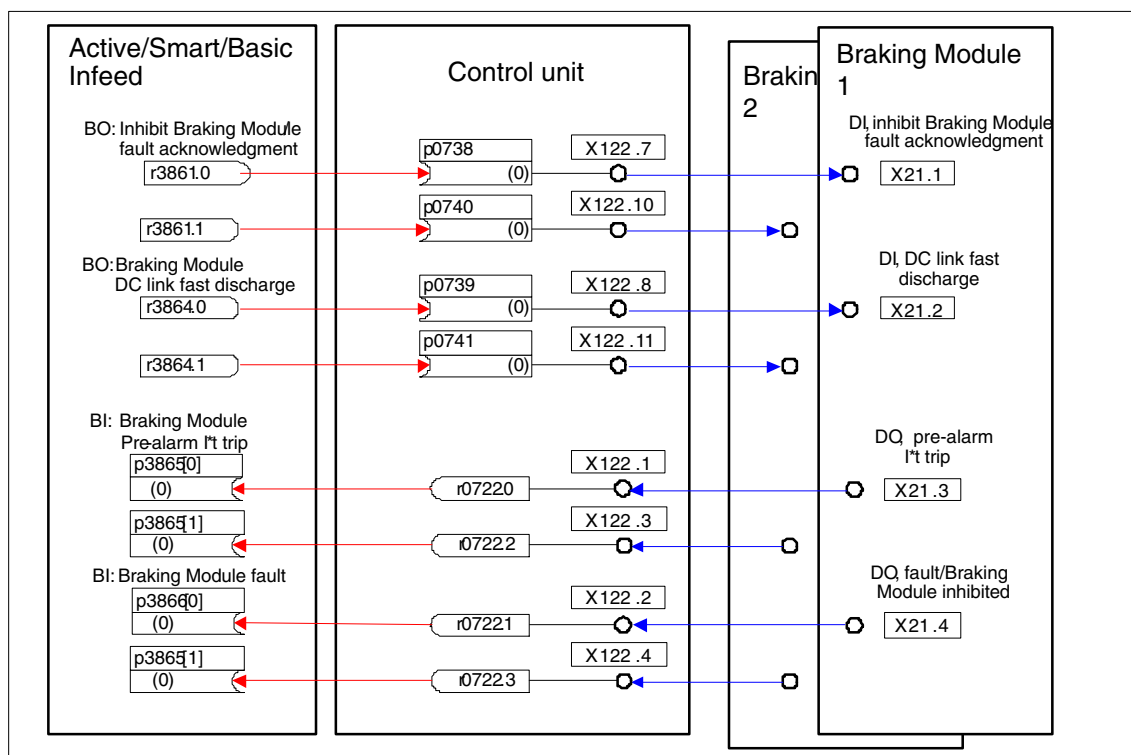 Active/Smart/Basic
Infeed
Control unit
Brakin
2
Braking Module
1
BO: Inhibit Braking Module
fault acknowledgment
r3861.0
p0738
(0)
X122.7
DI, inhibit Braking Module
fault acknowledgment
X21.1
r3861.1
p0740
(0)
X122.10
BO: Braking Module
DC link fast discharge
r3864.0
p0739
(0)
X122.8
DI, DC link fast
discharge
X21.2
r3864.1
p0741
(0)
X122.11
BI: Braking Module
Pre-alarm I*t trip
p3865[0]
(0)
r0722.0
X122.1
DO, pre-alarm
I*t trip
X21.3
p3865[1]
(0)
r0722.2
X122.3
BI: Braking Module fault
p3866[0]
(0)
r0722.1
X122.2
DO, fault/Braking
Module inhibited
X21.4
p3865[1]
(0)
r0722.3
X122.4